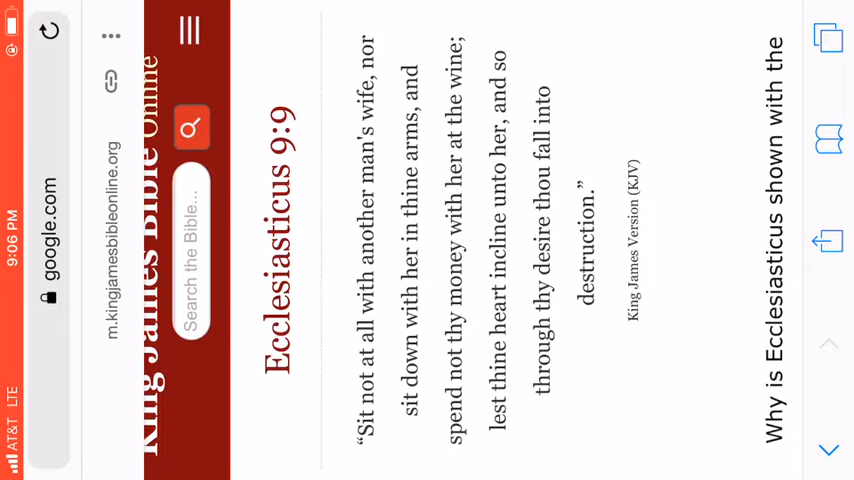 AT&T LTE 9:06 PM
google.com
m.kingjamesbibleonline.org
King James Bible Online
Search the Bible...
Ecclesiasticus 9:9
“Sit not at all with another man's wife, nor
sit down with her in thine arms, and
spend not thy money with her at the wine;
lest thine heart incline unto her, and so
through thy desire thou fall into
destruction.”
King James Version (KJV)
Why is Ecclesiasticus shown with the